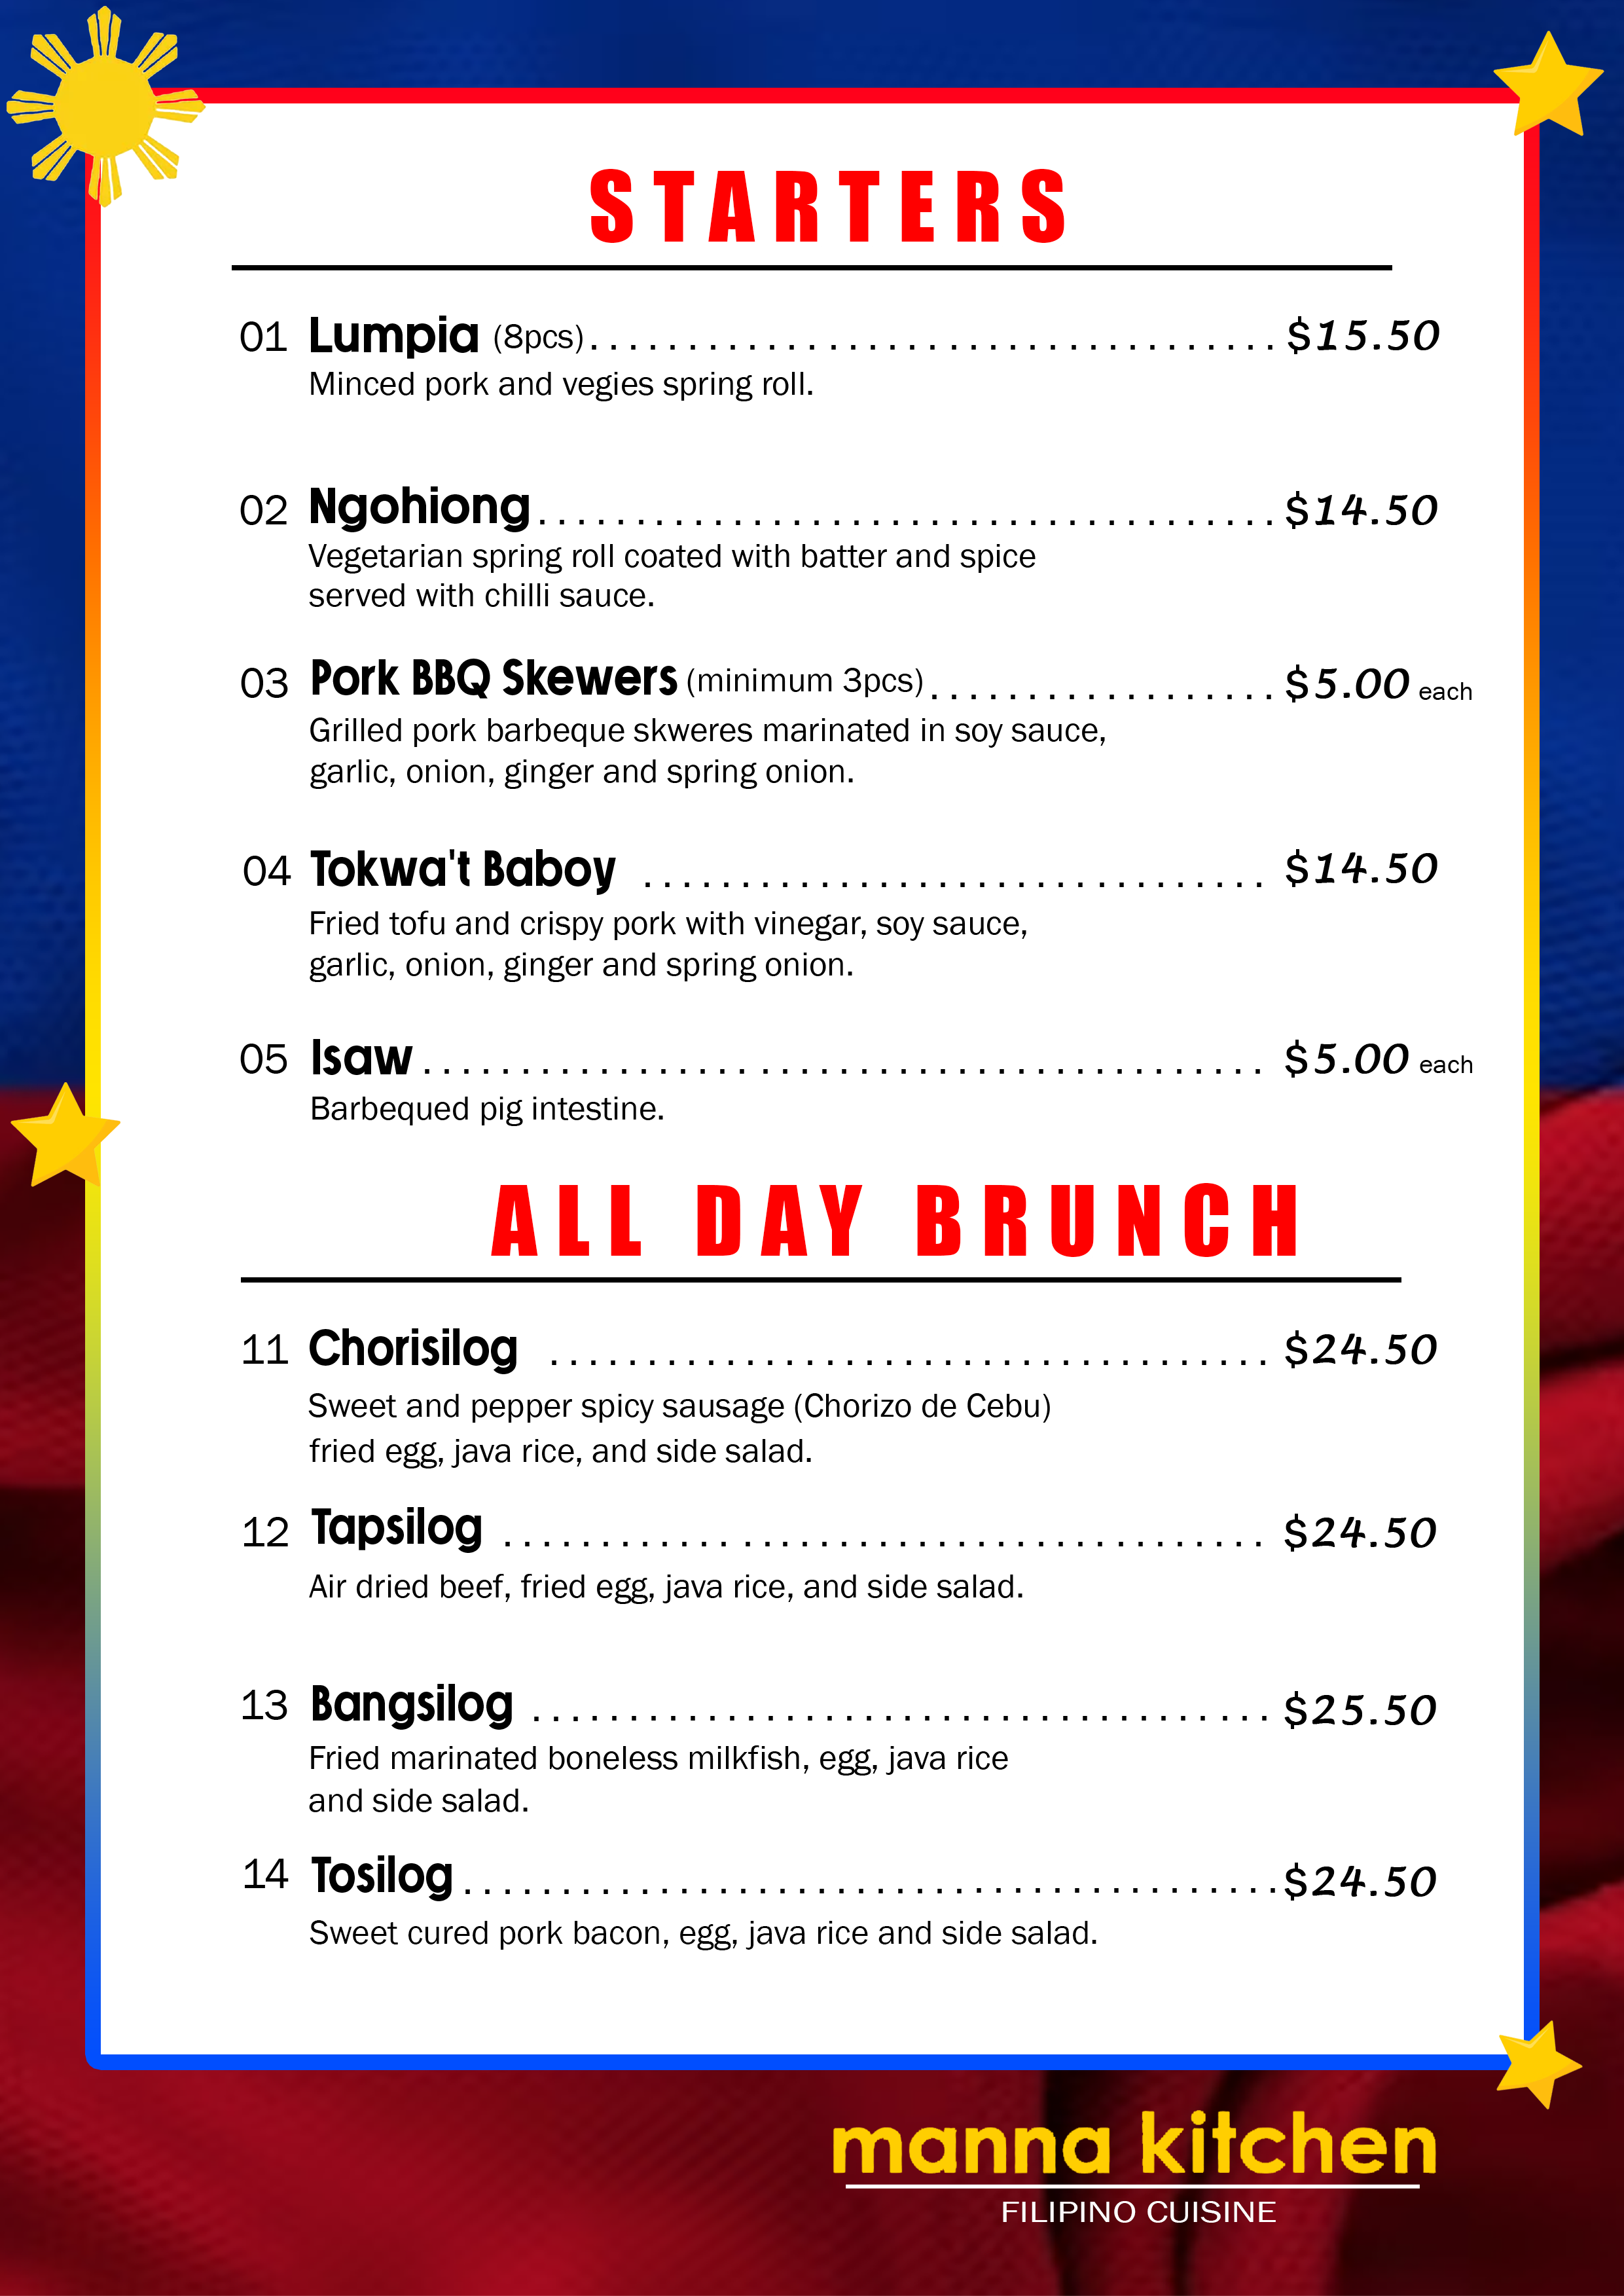 STARTERS
01 Lumpia (8pcs)................................... $15.50
Minced pork and vegies spring roll.
02 Ngohiong..................................... $14.50
Vegetarian spring roll coated with batter and spice
served with chilli sauce.
03 Pork BBQ Skewers (minimum 3pcs).................. $5.00 each
Grilled pork barbeque skweres marinated in soy sauce,
garlic, onion, ginger and spring onion.
04 Tokwa't Baboy ................................ $14.50
Fried tofu and crispy pork with vinegar, soy sauce,
garlic, onion, ginger and spring onion.
05 Isaw ........................................... $5.00 each
Barbequed pig intestine.
ALL DAY BRUNCH
11 Chorisilog .................................... $24.50
Sweet and pepper spicy sausage (Chorizo de Cebu)
fried egg, java rice, and side salad.
12 Tapsilog ....................................... $24.50
Air dried beef, fried egg, java rice, and side salad.
13 Bangsilog ..................................... $25.50
Fried marinated boneless milkfish, egg, java rice
and side salad.
14 Tosilog ......................................... $24.50
Sweet cured pork bacon, egg, java rice and side salad.
manna kitchen
FILIPINO CUISINE